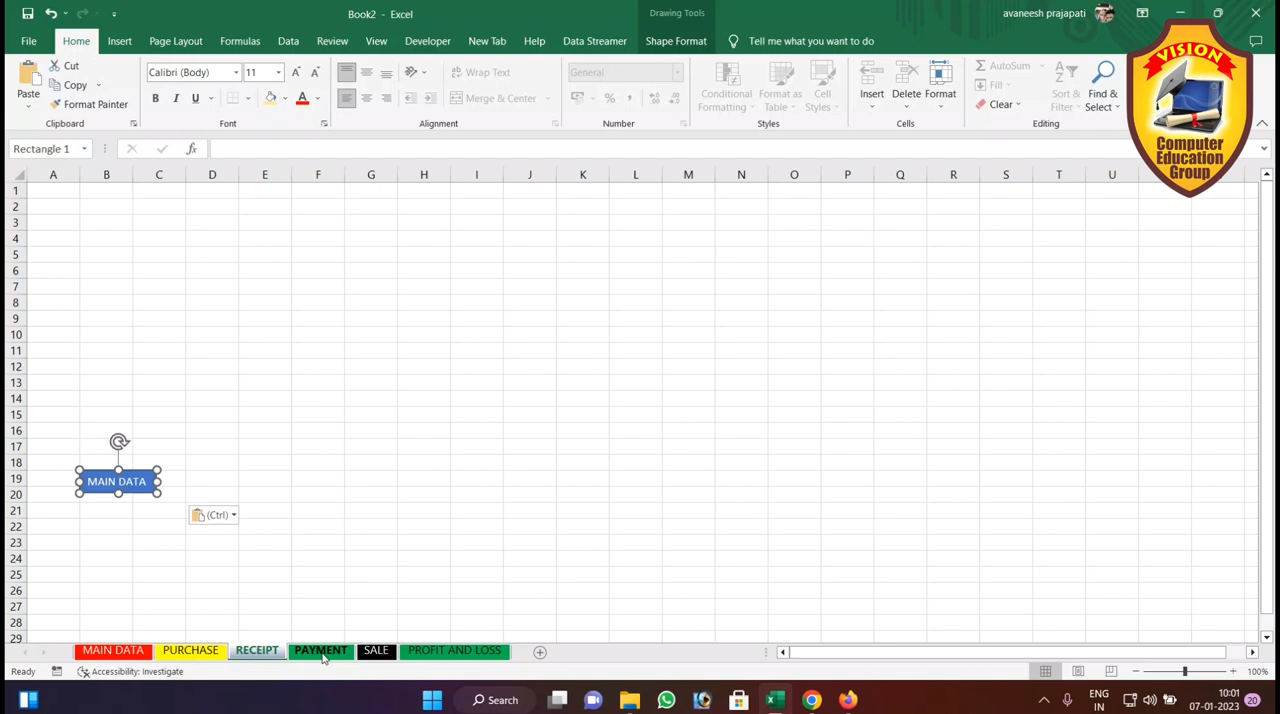 Book2 - Excel
Drawing Tools
avaneesh prajapati
File Home Insert Page Layout Formulas Data Review View Developer New Tab Help Data Streamer Shape Format Tell me what you want to do
Paste
Cut
Copy
Format Painter
Clipboard
Calibri (Body) 11
B I U
Font
Wrap Text
Merge & Center
Alignment
General
Number
Conditional Formatting
Format as Table
Cell Styles
Styles
Insert
Delete
Format
Cells
AutoSum
Fill
Clear
Sort & Filter
Find & Select
Editing
VISION
Computer
Education
Group
Rectangle 1
fx
A B C D E F G H I J K L M N O P Q R S T U
1
2
3
4
5
6
7
8
9
10
11
12
13
14
15
16
17
18
19
20
21
22
23
24
25
26
27
28
29
MAIN DATA
(Ctrl)
MAIN DATA PURCHASE RECEIPT PAYMENT SALE PROFIT AND LOSS
Ready
Accessibility: Investigate
100%
Search
ENG
IN
10:01
07-01-2023
20